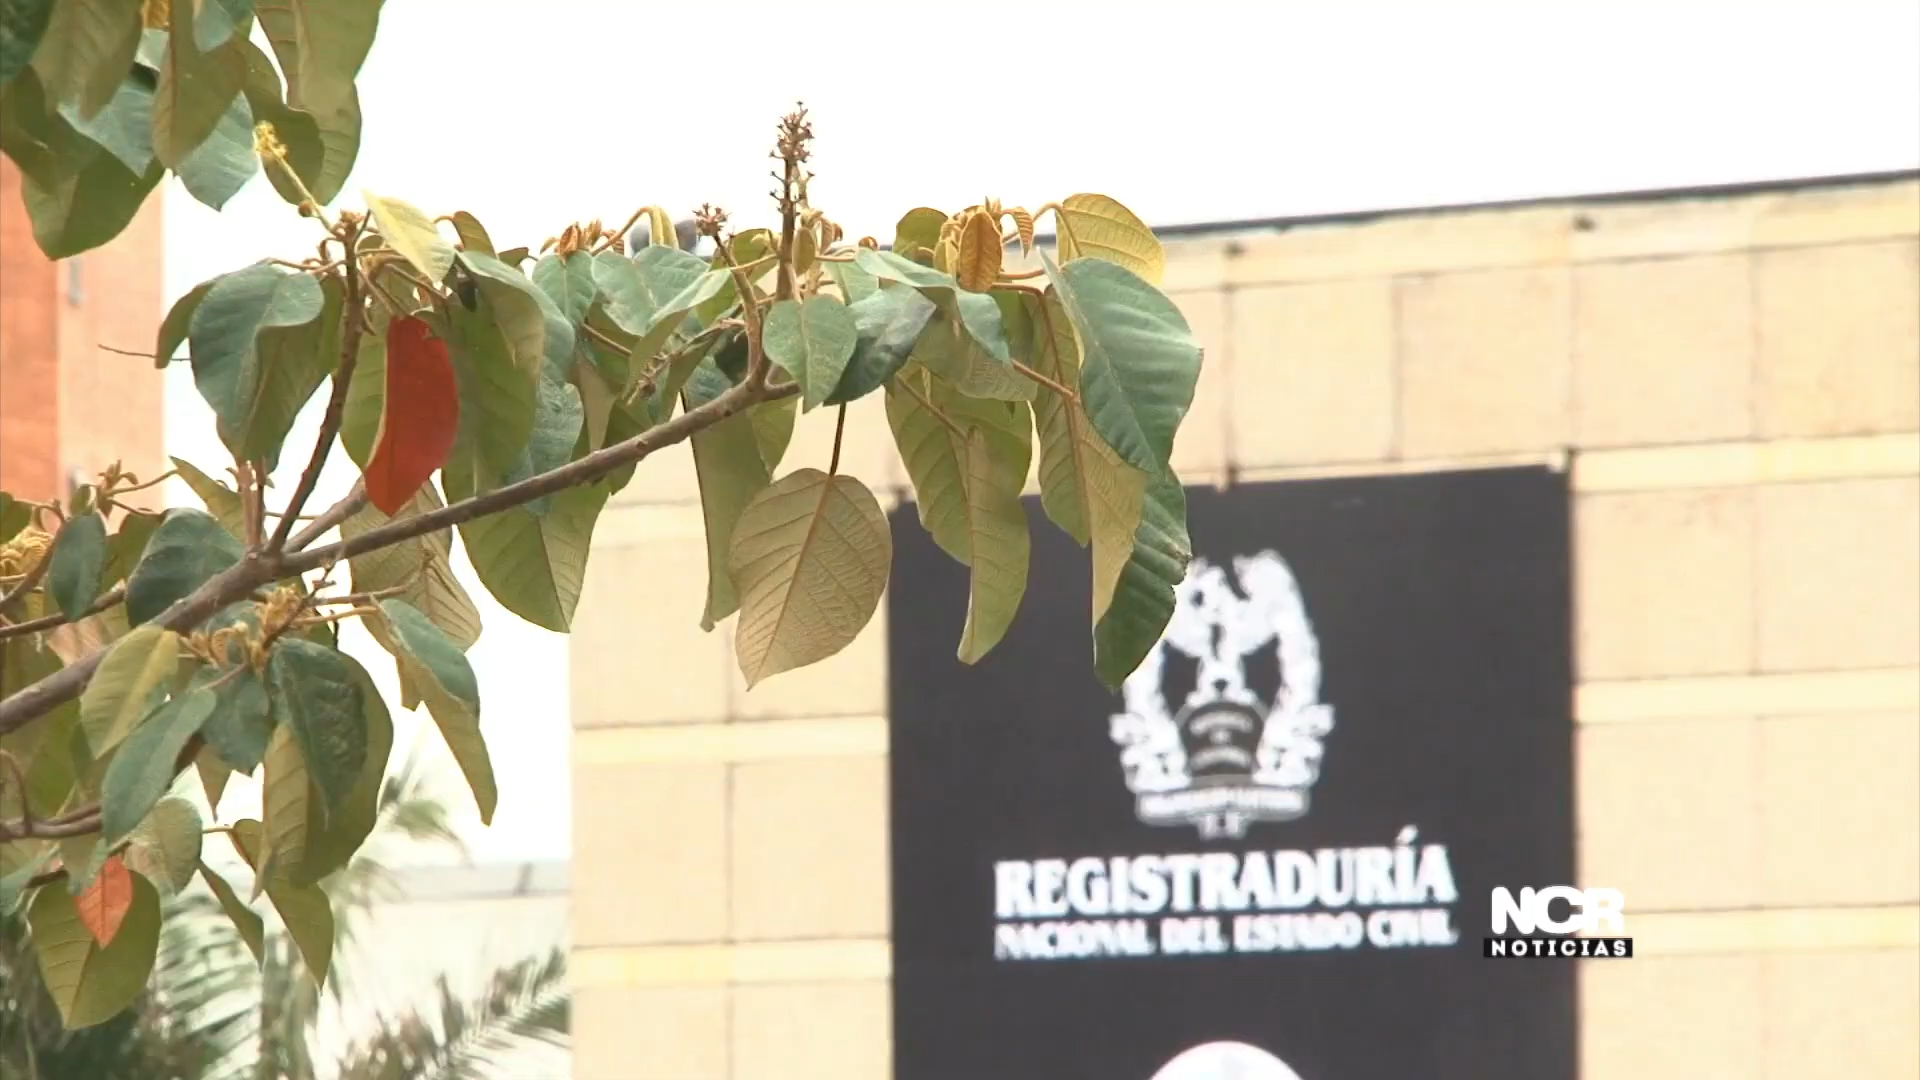 REGISTRADURÍA
NACIONAL DEL ESTADO CIVIL
NCR
NOTICIAS